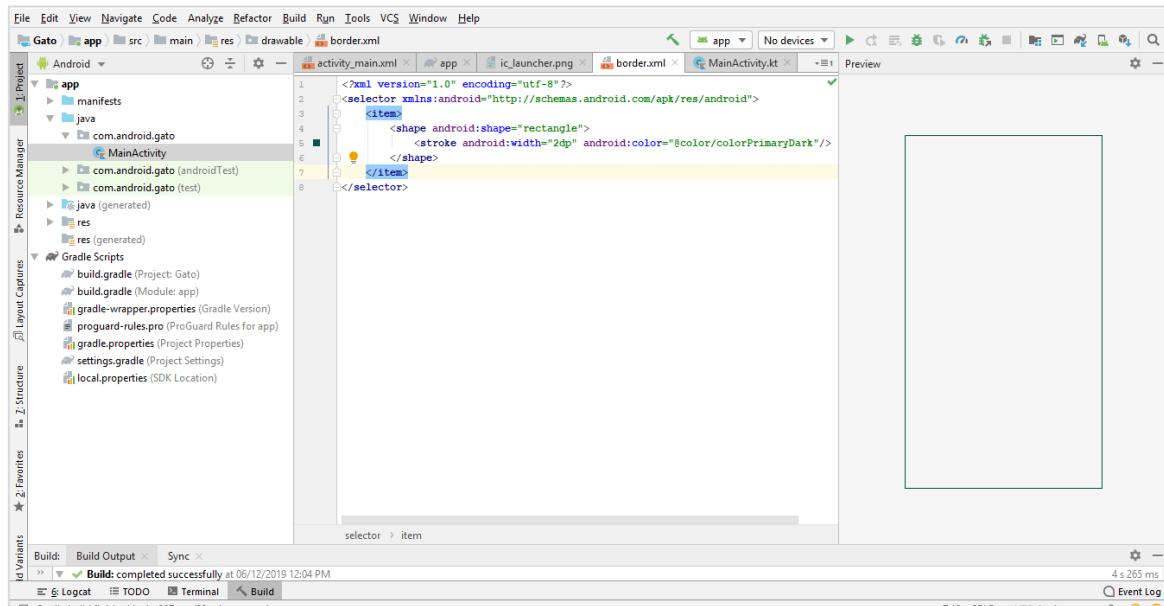 File Edit View Navigate Code Analyze Refactor Build Run Tools VCS Window Help
Gato app src main res drawable border.xml app No devices
1: Project Android activity_main.xml app ic_launcher.png border.xml MainActivity.kt Preview
app
manifests
java
com.android.gato
MainActivity
com.android.gato (androidTest)
com.android.gato (test)
java (generated)
res
res (generated)
Gradle Scripts
build.gradle (Project: Gato)
build.gradle (Module: app)
gradle-wrapper.properties (Gradle Version)
proguard-rules.pro (ProGuard Rules for app)
gradle.properties (Project Properties)
settings.gradle (Project Settings)
local.properties (SDK Location)
Resource Manager
Layout Captures
7: Structure
2: Favorites
1 <?xml version="1.0" encoding="utf-8"?>
2 <selector xmlns:android="http://schemas.android.com/apk/res/android">
3 <item>
4 <shape android:shape="rectangle">
5 <stroke android:width="2dp" android:color="@color/colorPrimaryDark"/>
6 </shape>
7 </item>
8 </selector>
selector › item
Build: Build Output Sync
Build: completed successfully at 06/12/2019 12:04 PM 4 s 265 ms
6: Logcat TODO Terminal Build Event Log